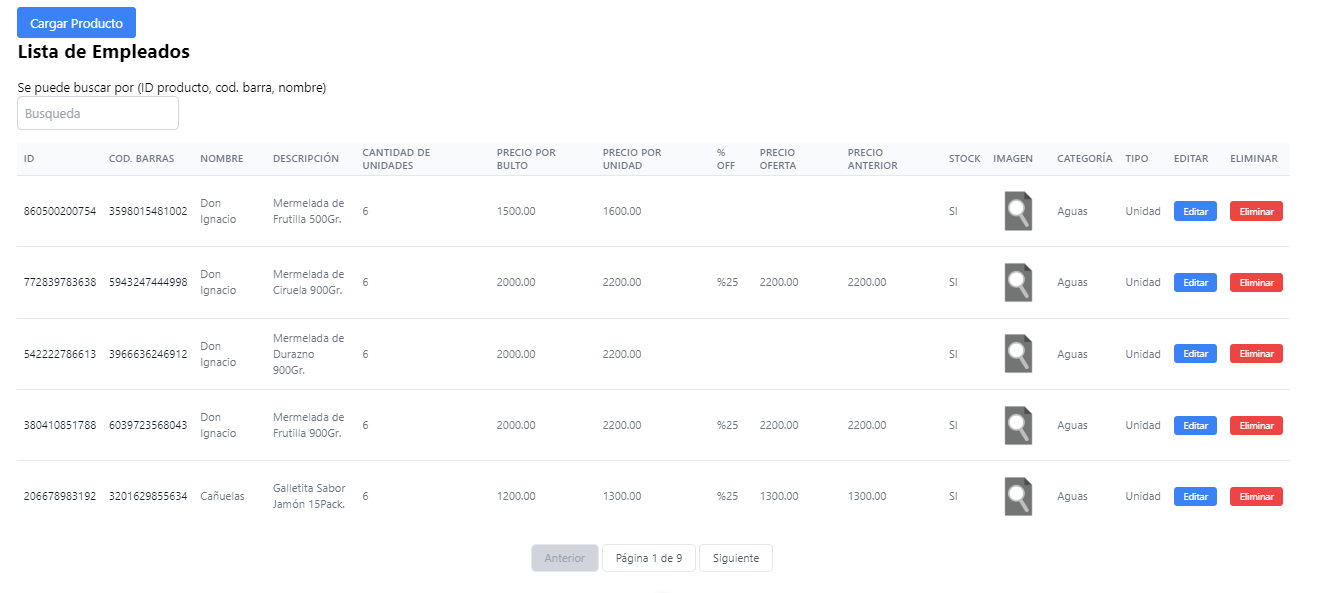 Cargar Producto
Lista de Empleados
Se puede buscar por (ID producto, cod. barra, nombre)
Busqueda
ID COD. BARRAS NOMBRE DESCRIPCIÓN CANTIDAD DE UNIDADES PRECIO POR BULTO PRECIO POR UNIDAD % OFF PRECIO OFERTA PRECIO ANTERIOR STOCK IMAGEN CATEGORÍA TIPO EDITAR ELIMINAR
860500200754 3598015481002 Don Ignacio Mermelada de Frutilla 500Gr. 6 1500.00 1600.00 SI Aguas Unidad Editar Eliminar
772839783638 5943247444998 Don Ignacio Mermelada de Ciruela 900Gr. 6 2000.00 2200.00 %25 2200.00 2200.00 SI Aguas Unidad Editar Eliminar
542222786613 3966636246912 Don Ignacio Mermelada de Durazno 900Gr. 6 2000.00 2200.00 SI Aguas Unidad Editar Eliminar
380410851788 6039723568043 Don Ignacio Mermelada de Frutilla 900Gr. 6 2000.00 2200.00 %25 2200.00 2200.00 SI Aguas Unidad Editar Eliminar
206678983192 3201629855634 Cañuelas Galletita Sabor Jamón 15Pack. 6 1200.00 1300.00 %25 1300.00 1300.00 SI Aguas Unidad Editar Eliminar
Anterior Página 1 de 9 Siguiente